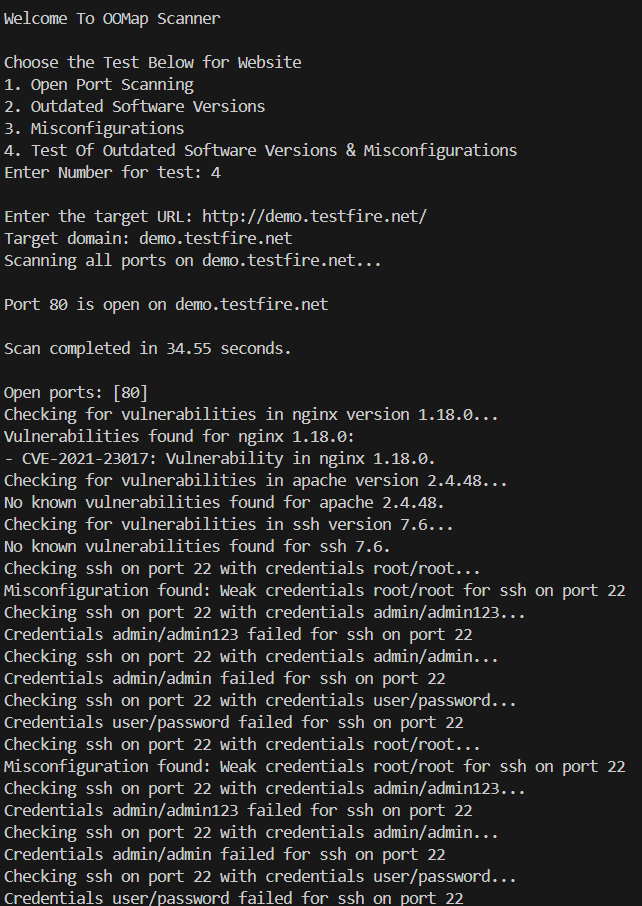 Welcome To OOMap Scanner
Choose the Test Below for Website
1. Open Port Scanning
2. Outdated Software Versions
3. Misconfigurations
4. Test Of Outdated Software Versions & Misconfigurations
Enter Number for test: 4
Enter the target URL: http://demo.testfire.net/
Target domain: demo.testfire.net
Scanning all ports on demo.testfire.net...
Port 80 is open on demo.testfire.net
Scan completed in 34.55 seconds.
Open ports: [80]
Checking for vulnerabilities in nginx version 1.18.0...
Vulnerabilities found for nginx 1.18.0:
- CVE-2021-23017: Vulnerability in nginx 1.18.0.
Checking for vulnerabilities in apache version 2.4.48...
No known vulnerabilities found for apache 2.4.48.
Checking for vulnerabilities in ssh version 7.6...
No known vulnerabilities found for ssh 7.6.
Checking ssh on port 22 with credentials root/root...
Misconfiguration found: Weak credentials root/root for ssh on port 22
Checking ssh on port 22 with credentials admin/admin123...
Credentials admin/admin123 failed for ssh on port 22
Checking ssh on port 22 with credentials admin/admin...
Credentials admin/admin failed for ssh on port 22
Checking ssh on port 22 with credentials user/password...
Credentials user/password failed for ssh on port 22
Checking ssh on port 22 with credentials root/root...
Misconfiguration found: Weak credentials root/root for ssh on port 22
Checking ssh on port 22 with credentials admin/admin123...
Credentials admin/admin123 failed for ssh on port 22
Checking ssh on port 22 with credentials admin/admin...
Credentials admin/admin failed for ssh on port 22
Checking ssh on port 22 with credentials user/password...
Credentials user/password failed for ssh on port 22